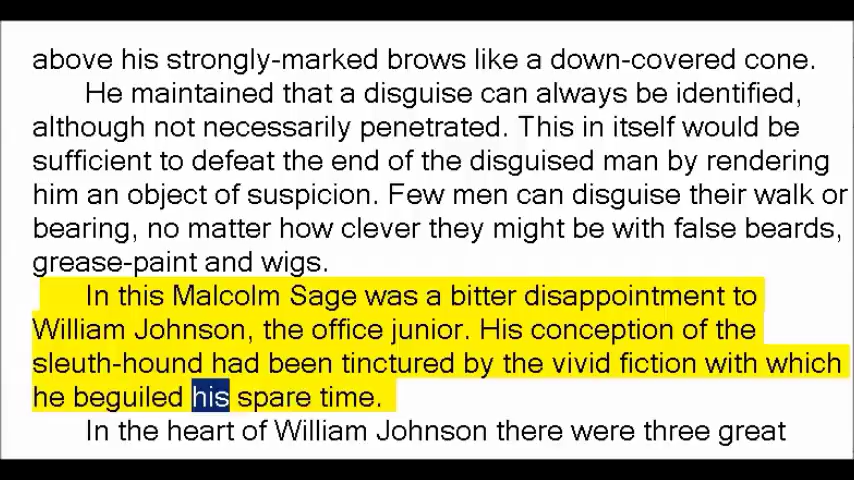 above his strongly-marked brows like a down-covered cone.
He maintained that a disguise can always be identified,
although not necessarily penetrated. This in itself would be
sufficient to defeat the end of the disguised man by rendering
him an object of suspicion. Few men can disguise their walk or
bearing, no matter how clever they might be with false beards,
grease-paint and wigs.
In this Malcolm Sage was a bitter disappointment to
William Johnson, the office junior. His conception of the
sleuth-hound had been tinctured by the vivid fiction with which
he beguiled his spare time.
In the heart of William Johnson there were three great